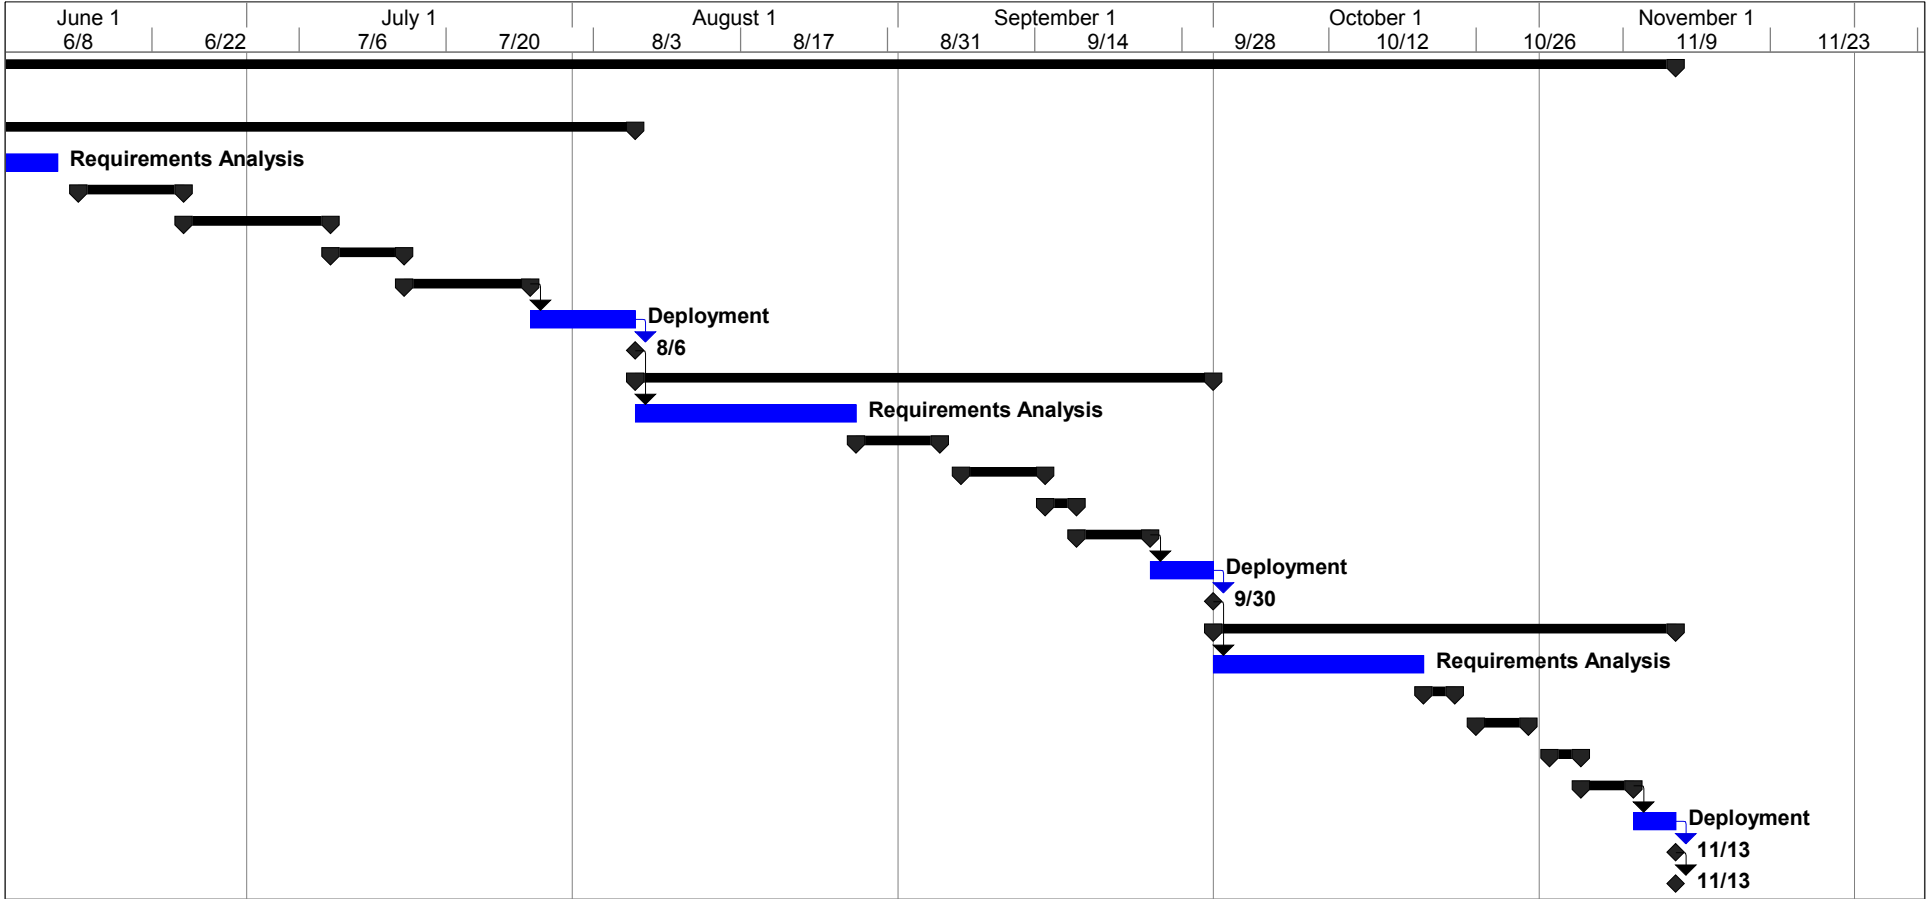 June 1 July 1 August 1 September 1 October 1 November 1
6/8 6/22 7/6 7/20 8/3 8/17 8/31 9/14 9/28 10/12 10/26 11/9 11/23
Requirements Analysis
Deployment
8/6
Requirements Analysis
Deployment
9/30
Requirements Analysis
Deployment
11/13
11/13